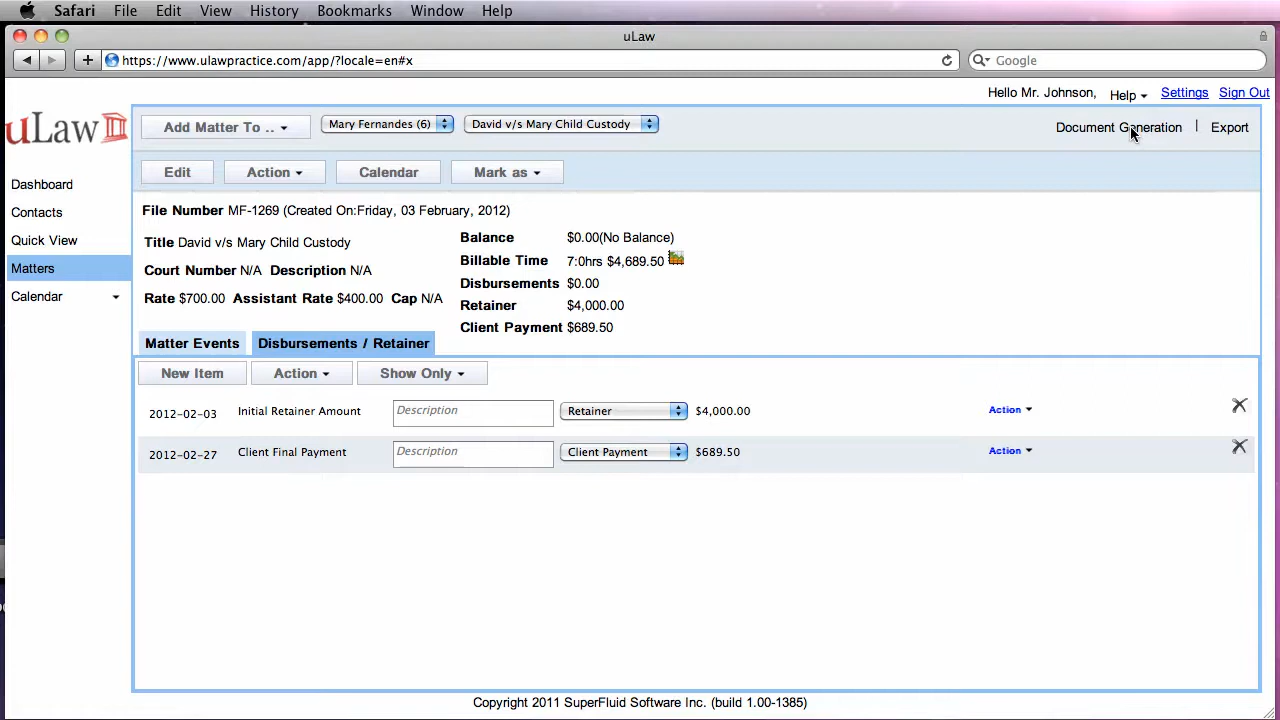 Safari File Edit View History Bookmarks Window Help
uLaw
https://www.ulawpractice.com/app/?locale=en#x
Google
Hello Mr. Johnson, Help Settings Sign Out
uLaw
Add Matter To .. Mary Fernandes (6) David v/s Mary Child Custody Document Generation | Export
Edit Action Calendar Mark as
Dashboard
Contacts
Quick View
Matters
Calendar
File Number MF-1269 (Created On:Friday, 03 February, 2012)
Title David v/s Mary Child Custody
Court Number N/A Description N/A
Rate $700.00 Assistant Rate $400.00 Cap N/A
Balance $0.00(No Balance)
Billable Time 7:0hrs $4,689.50
Disbursements $0.00
Retainer $4,000.00
Client Payment $689.50
Matter Events Disbursements / Retainer
New Item Action Show Only
2012-02-03 Initial Retainer Amount Description Retainer $4,000.00 Action
2012-02-27 Client Final Payment Description Client Payment $689.50 Action
Copyright 2011 SuperFluid Software Inc. (build 1.00-1385)